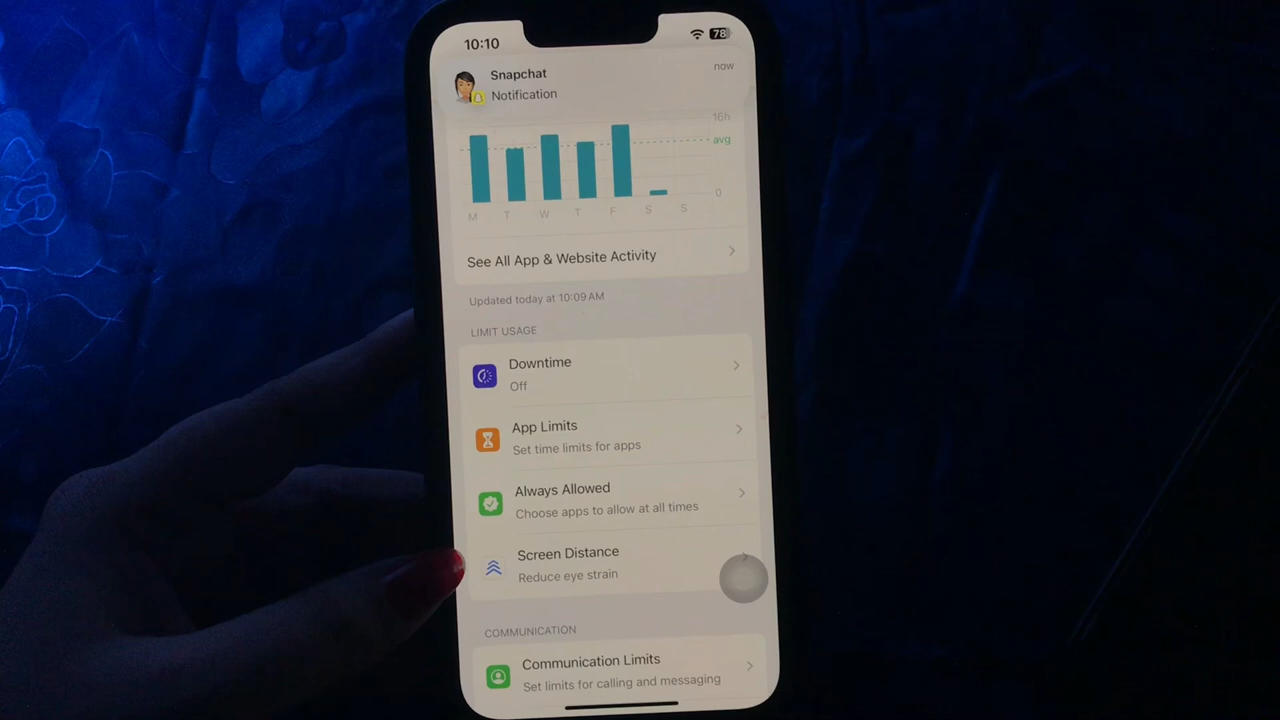 10:10
78
Snapchat
now
Notification
16h
avg
0
M T W T F S S
See All App & Website Activity
Updated today at 10:09 AM
LIMIT USAGE
Downtime
Off
App Limits
Set time limits for apps
Always Allowed
Choose apps to allow at all times
Screen Distance
Reduce eye strain
COMMUNICATION
Communication Limits
Set limits for calling and messaging